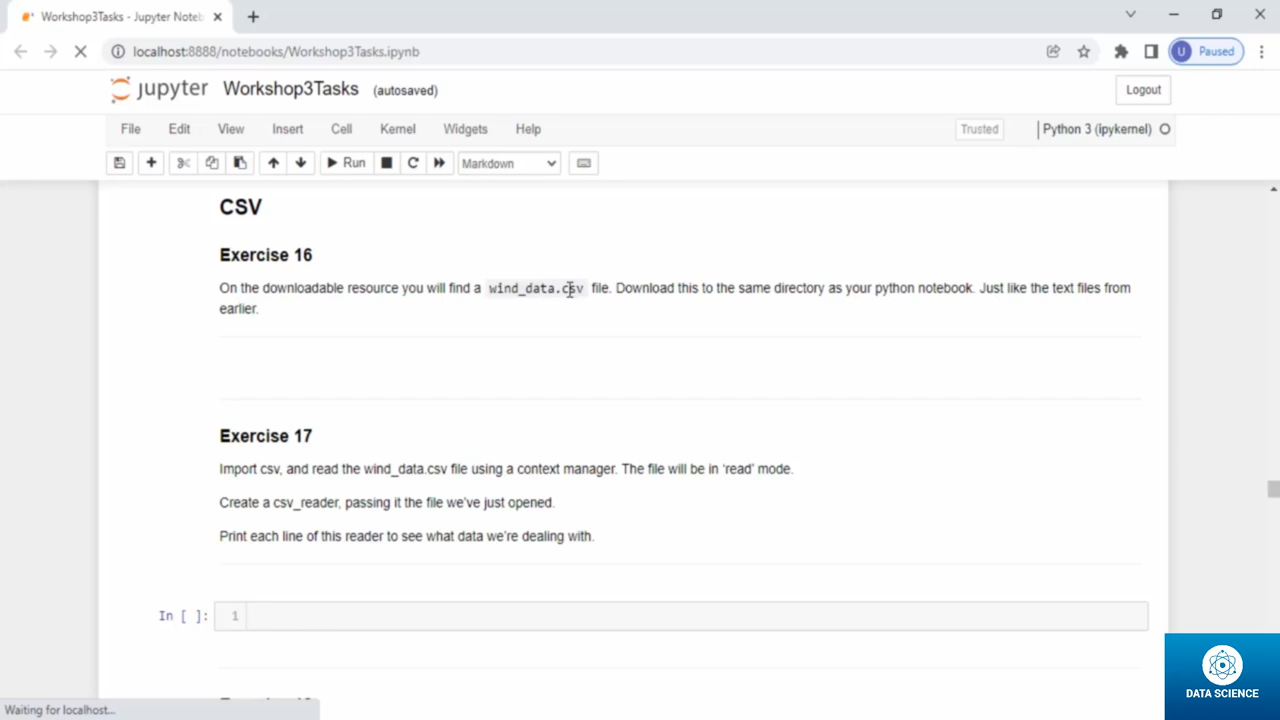 Workshop3Tasks - Jupyter Noteb
localhost:8888/notebooks/Workshop3Tasks.ipynb
U Paused
jupyter Workshop3Tasks (autosaved)
Logout
File Edit View Insert Cell Kernel Widgets Help
Trusted
Python 3 (ipykernel)
Run
Markdown
CSV
Exercise 16
On the downloadable resource you will find a wind_data.csv file. Download this to the same directory as your python notebook. Just like the text files from
earlier.
Exercise 17
Import csv, and read the wind_data.csv file using a context manager. The file will be in ‘read’ mode.
Create a csv_reader, passing it the file we’ve just opened.
Print each line of this reader to see what data we’re dealing with.
In [ ]: 1
Waiting for localhost...
DATA SCIENCE